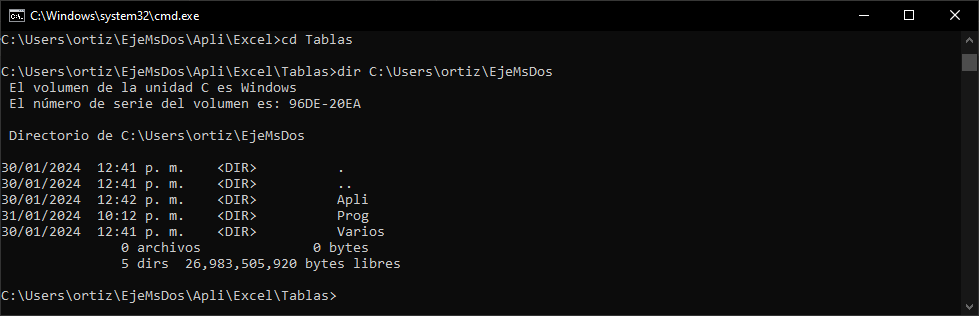 C:\Windows\system32\cmd.exe
C:\Users\ortiz\EjeMsDos\Apli\Excel>cd Tablas
C:\Users\ortiz\EjeMsDos\Apli\Excel\Tablas>dir C:\Users\ortiz\EjeMsDos
 El volumen de la unidad C es Windows
 El número de serie del volumen es: 96DE-20EA
 Directorio de C:\Users\ortiz\EjeMsDos
30/01/2024  12:41 p. m.    <DIR>          .
30/01/2024  12:41 p. m.    <DIR>          ..
30/01/2024  12:42 p. m.    <DIR>          Apli
31/01/2024  10:12 p. m.    <DIR>          Prog
30/01/2024  12:41 p. m.    <DIR>          Varios
               0 archivos              0 bytes
               5 dirs  26,983,505,920 bytes libres
C:\Users\ortiz\EjeMsDos\Apli\Excel\Tablas>